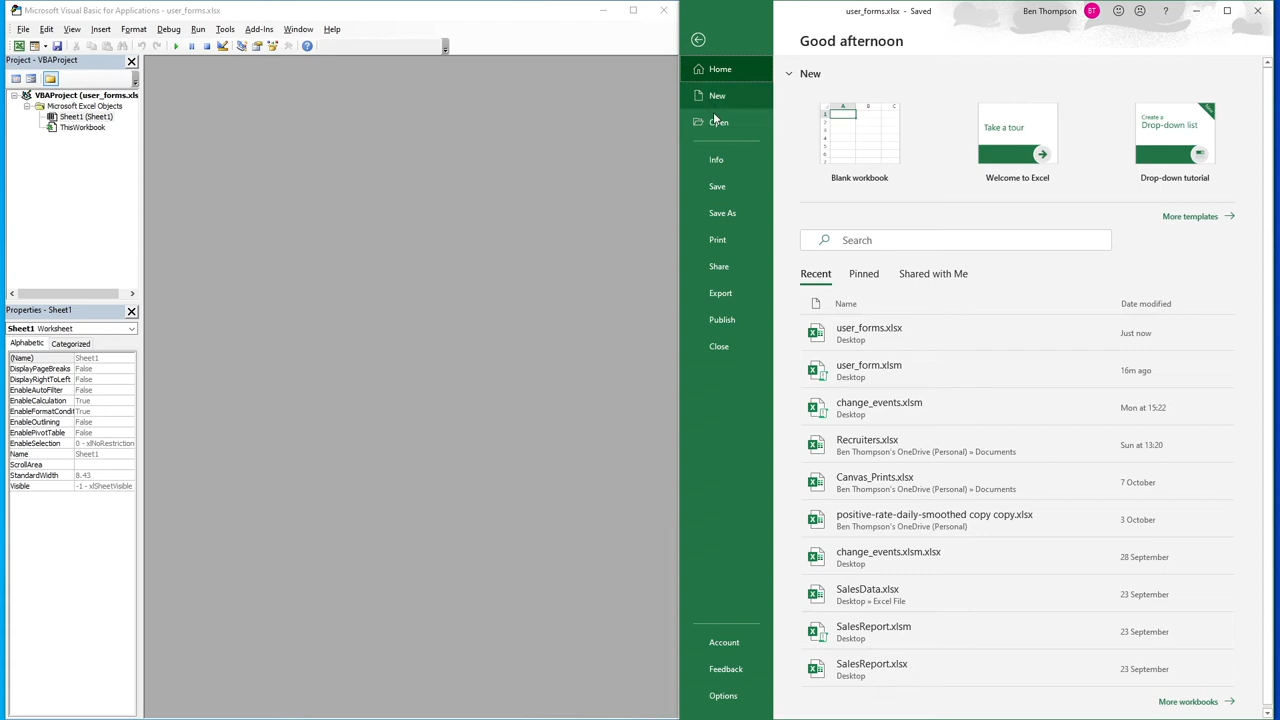 Microsoft Visual Basic for Applications - user_forms.xlsx
File Edit View Insert Format Debug Run Tools Add-Ins Window Help
Project - VBAProject
VBAProject (user_forms.xls
Microsoft Excel Objects
Sheet1 (Sheet1)
ThisWorkbook
Properties - Sheet1
Sheet1 Worksheet
Alphabetic Categorized
(Name) Sheet1
DisplayPageBreaks False
DisplayRightToLeft False
EnableAutoFilter False
EnableCalculation True
EnableFormatCondit True
EnableOutlining False
EnablePivotTable False
EnableSelection 0 - xlNoRestriction
Name Sheet1
ScrollArea
StandardWidth 8.43
Visible -1 - xlSheetVisible
Home
New
Open
Info
Save
Save As
Print
Share
Export
Publish
Close
Account
Feedback
Options
user_forms.xlsx - Saved
Ben Thompson BT ?
Good afternoon
New
A B C
1
2
3
4
5
6
7
Blank workbook
Take a tour
Welcome to Excel
New
Create a
Drop-down list
Drop-down tutorial
More templates
Search
Recent Pinned Shared with Me
Name Date modified
user_forms.xlsx Just now
Desktop
user_form.xlsm 16m ago
Desktop
change_events.xlsm Mon at 15:22
Desktop
Recruiters.xlsx Sun at 13:20
Ben Thompson's OneDrive (Personal) » Documents
Canvas_Prints.xlsx 7 October
Ben Thompson's OneDrive (Personal) » Documents
positive-rate-daily-smoothed copy copy.xlsx 3 October
Ben Thompson's OneDrive (Personal)
change_events.xlsm.xlsx 28 September
Desktop
SalesData.xlsx 23 September
Desktop » Excel File
SalesReport.xlsm 23 September
Desktop
SalesReport.xlsx 23 September
Desktop
More workbooks